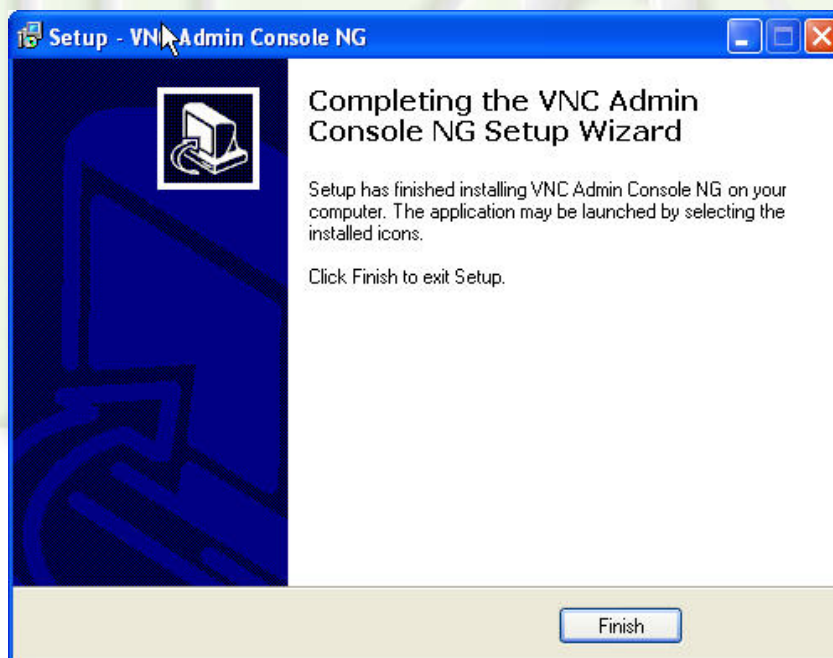 Setup - VNC Admin Console NG
Completing the VNC Admin
Console NG Setup Wizard
Setup has finished installing VNC Admin Console NG on your
computer. The application may be launched by selecting the
installed icons.
Click Finish to exit Setup.
Finish